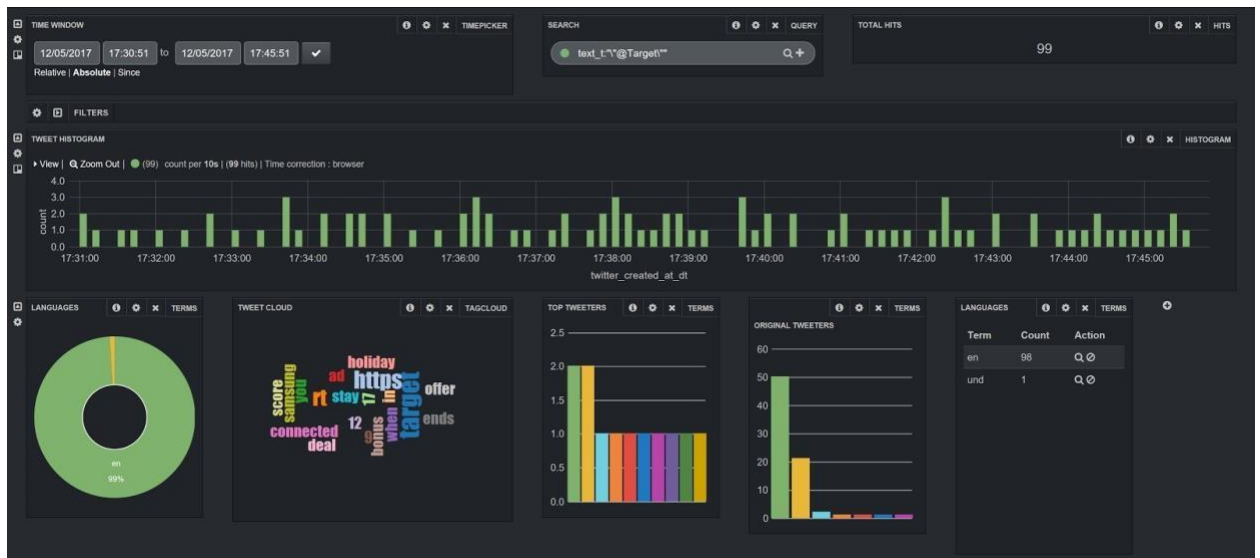 TIME WINDOW
TIMEPICKER
12/05/2017 17:30:51 to 12/05/2017 17:45:51
Relative | Absolute | Since
SEARCH
QUERY
text_t:"\"@Target\""
TOTAL HITS
HITS
99
FILTERS
TWEET HISTOGRAM
HISTOGRAM
View | Zoom Out | (99) count per 10s | (99 hits) | Time correction : browser
4.0
3.0
2.0
1.0
0.0
count
17:31:00 17:32:00 17:33:00 17:34:00 17:35:00 17:36:00 17:37:00 17:38:00 17:39:00 17:40:00 17:41:00 17:42:00 17:43:00 17:44:00 17:45:00
twitter_created_at_dt
LANGUAGES
TERMS
en
99%
TWEET CLOUD
TAGCLOUD
holiday
ad
https
score
samsung
you
rt
stay
17
in
target
offer
connected
deal
12
9
bonus
when
ends
TOP TWEETERS
TERMS
2.5
2.0
1.5
1.0
0.5
0.0
TERMS
ORIGINAL TWEETERS
60
50
40
30
20
10
0
LANGUAGES
TERMS
Term Count Action
en 98
und 1